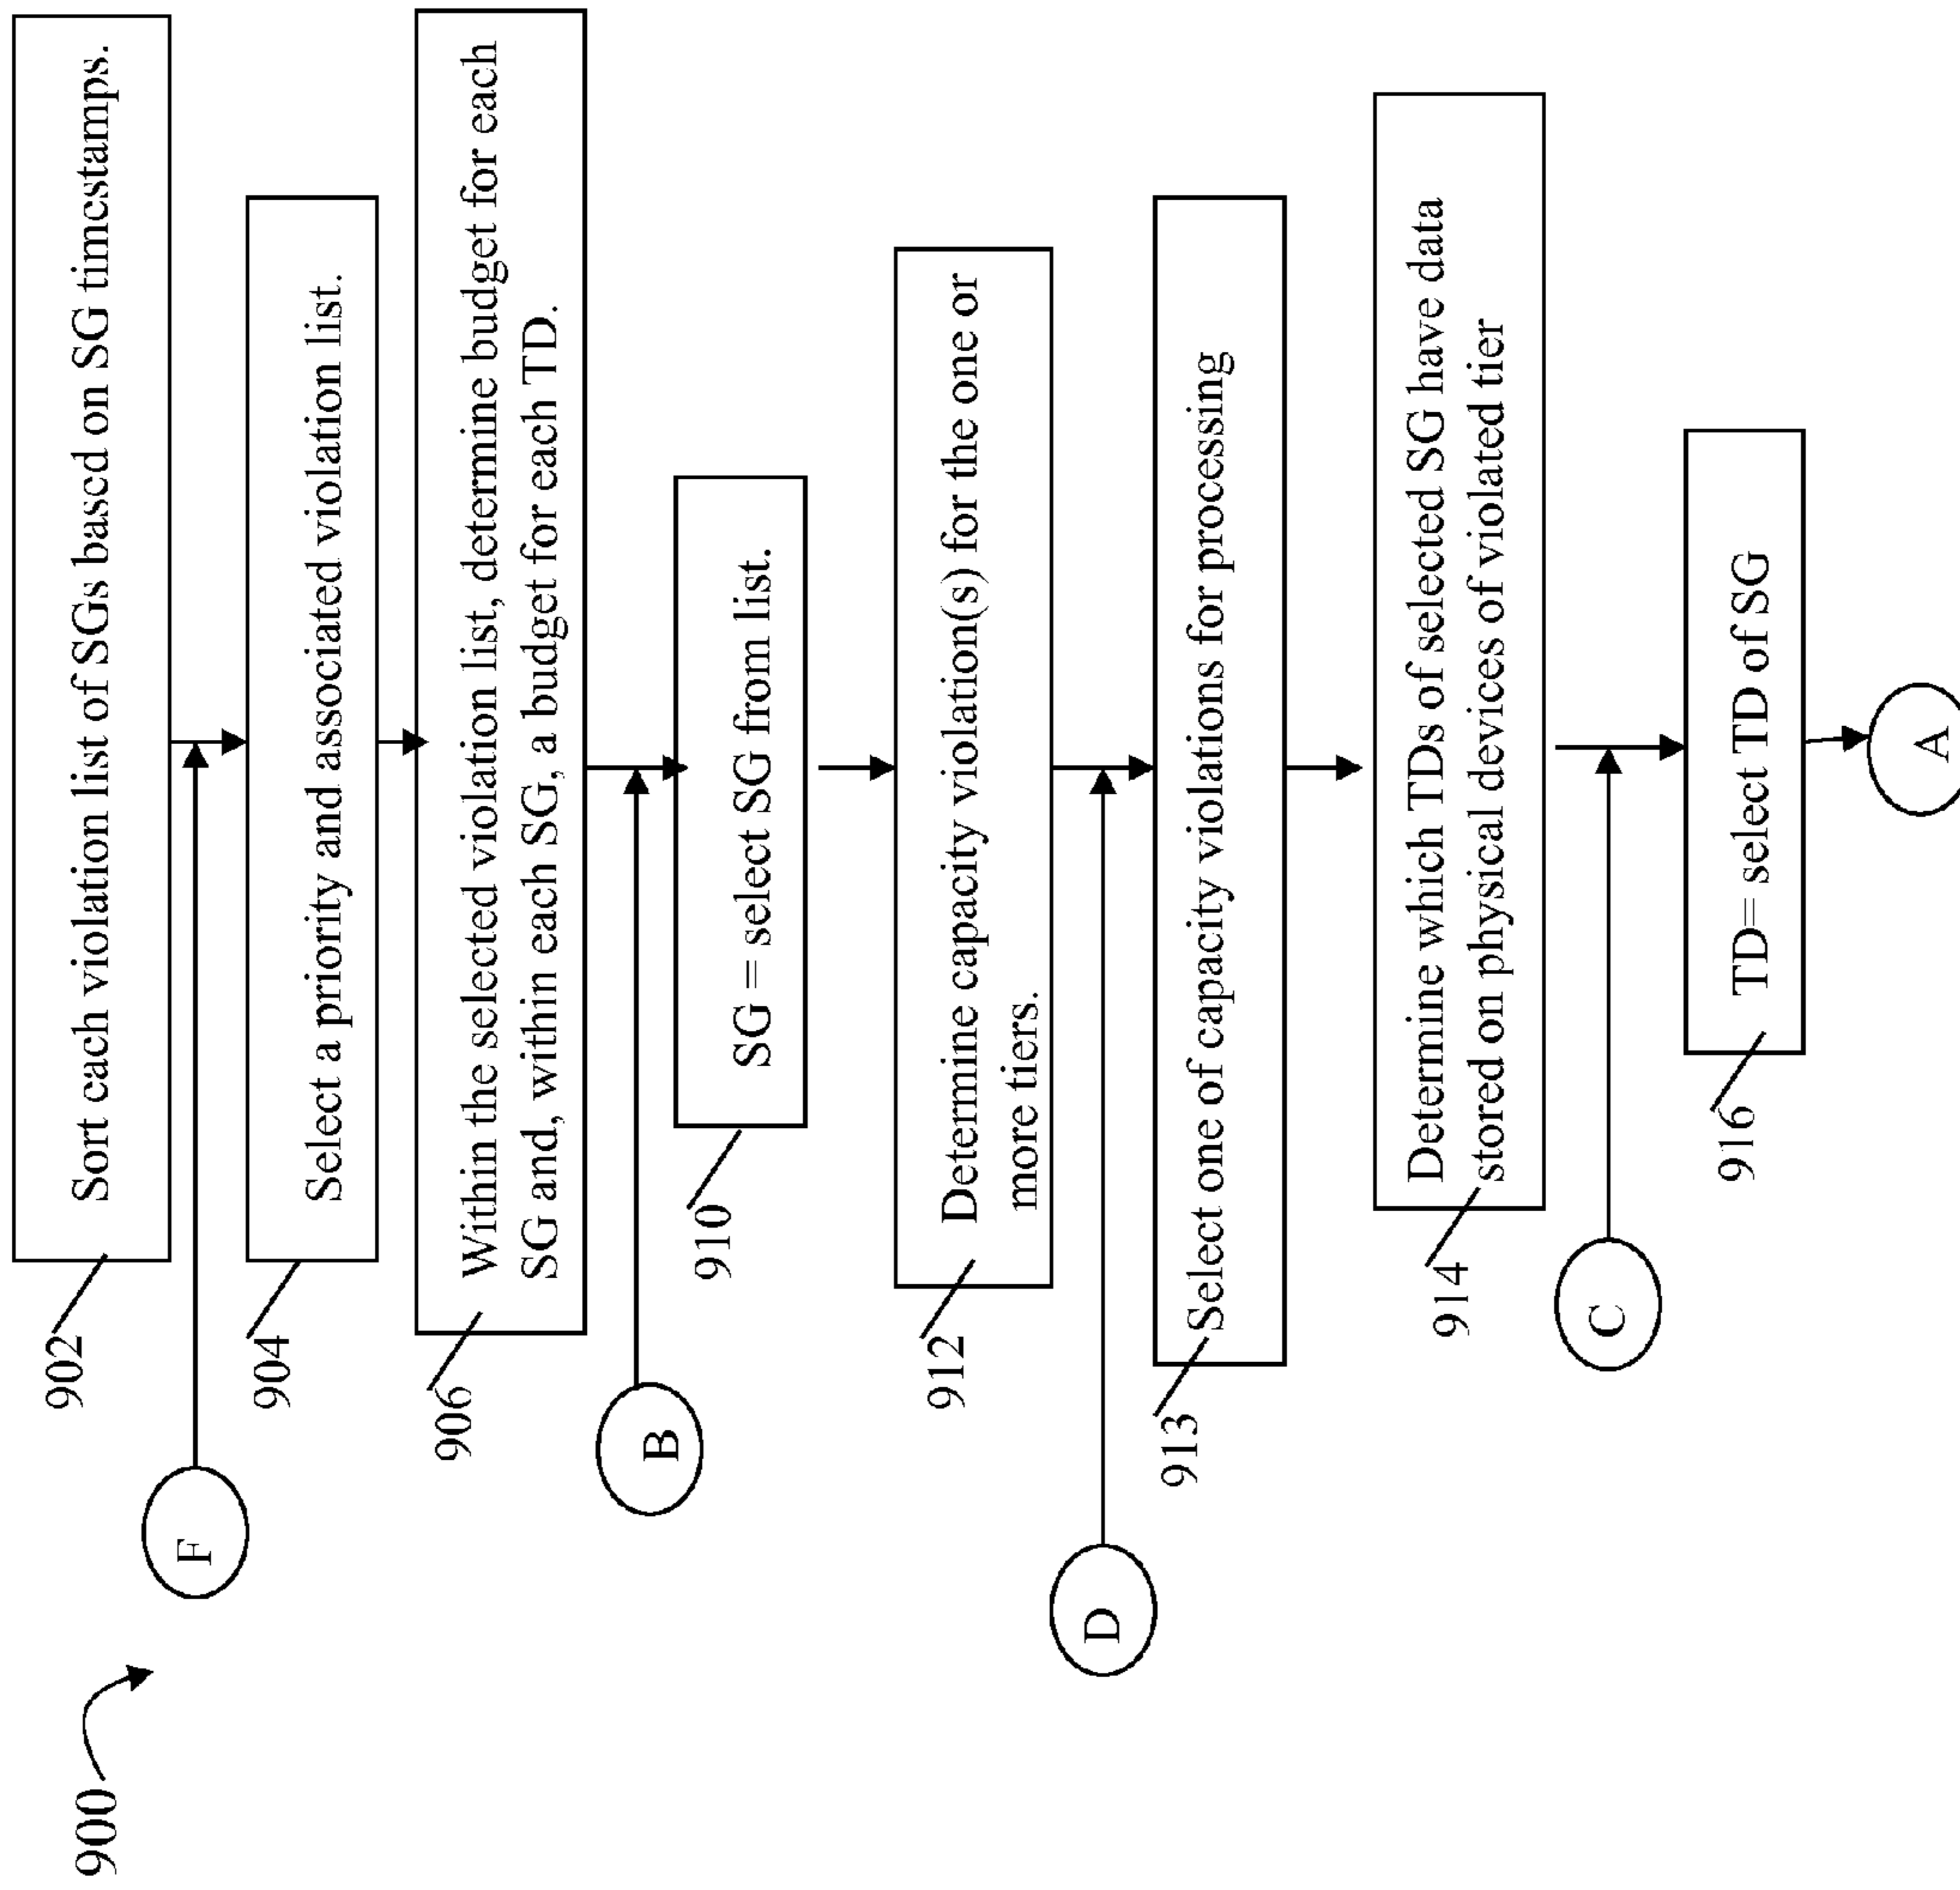 900
902
Sort each violation list of SGs based on SG timestamps.
F
904
Select a priority and associated violation list.
906
Within the selected violation list, determine budget for each
SG and, within each SG, a budget for each TD.
B
910
SG = select SG from list.
912
Determine capacity violation(s) for the one or
more tiers.
D
913
Select one of capacity violations for processing
914
Determine which TDs of selected SG have data
stored on physical devices of violated tier
C
916
TD= select TD of SG
A